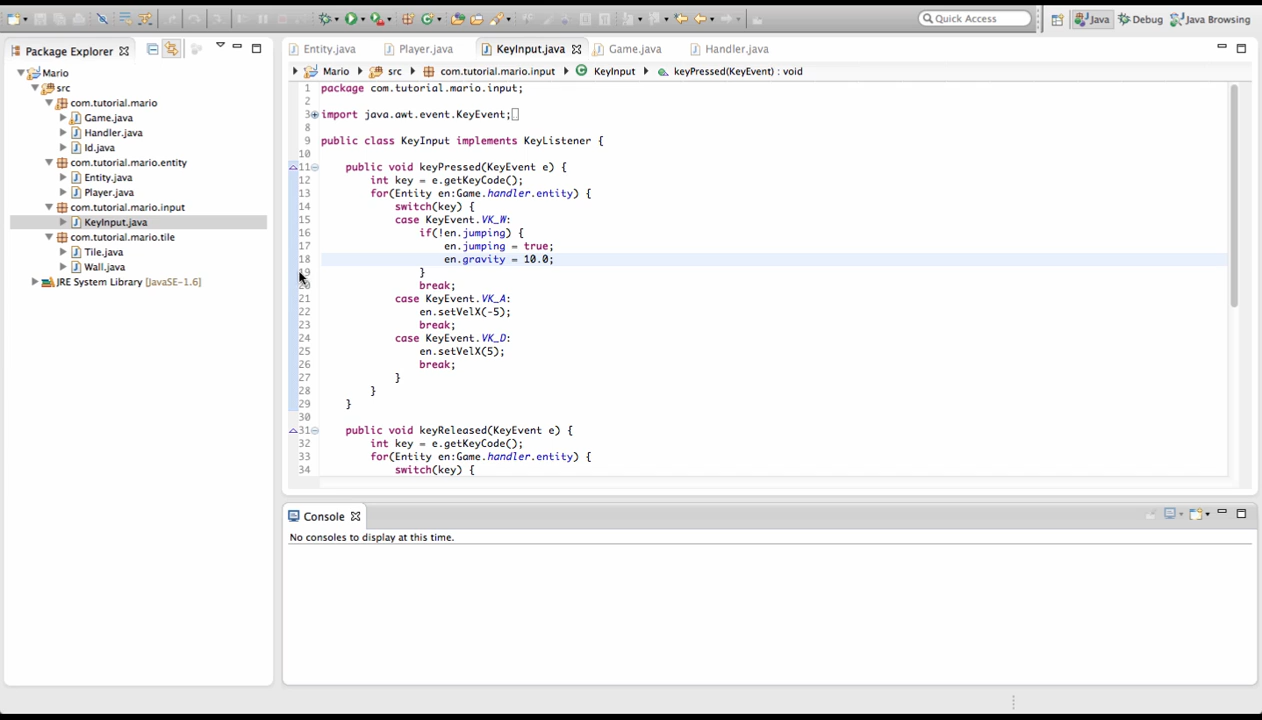 Quick Access
Java
Debug
Java Browsing
Package Explorer
Mario
src
com.tutorial.mario
Game.java
Handler.java
Id.java
com.tutorial.mario.entity
Entity.java
Player.java
com.tutorial.mario.input
KeyInput.java
com.tutorial.mario.tile
Tile.java
Wall.java
JRE System Library [JavaSE-1.6]
Entity.java Player.java KeyInput.java Game.java Handler.java
Mario src com.tutorial.mario.input KeyInput keyPressed(KeyEvent) : void
1 package com.tutorial.mario.input;
2
3 import java.awt.event.KeyEvent;
8
9 public class KeyInput implements KeyListener {
10
11 public void keyPressed(KeyEvent e) {
12 int key = e.getKeyCode();
13 for(Entity en:Game.handler.entity) {
14 switch(key) {
15 case KeyEvent.VK_W:
16 if(!en.jumping) {
17 en.jumping = true;
18 en.gravity = 10.0;
19 }
20 break;
21 case KeyEvent.VK_A:
22 en.setVelX(-5);
23 break;
24 case KeyEvent.VK_D:
25 en.setVelX(5);
26 break;
27 }
28 }
29 }
30
31 public void keyReleased(KeyEvent e) {
32 int key = e.getKeyCode();
33 for(Entity en:Game.handler.entity) {
34 switch(key) {
Console
No consoles to display at this time.